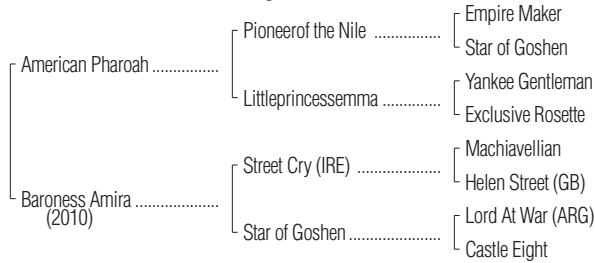 Empire Maker
Pioneerof the Nile ................
Star of Goshen
American Pharoah ................
Yankee Gentleman
Littleprincessemma ..............
Exclusive Rosette
Machiavellian
Street Cry (IRE) ....................
Helen Street (GB)
Baroness Amira ....................
(2010)
Lord At War (ARG)
Star of Goshen ......................
Castle Eight